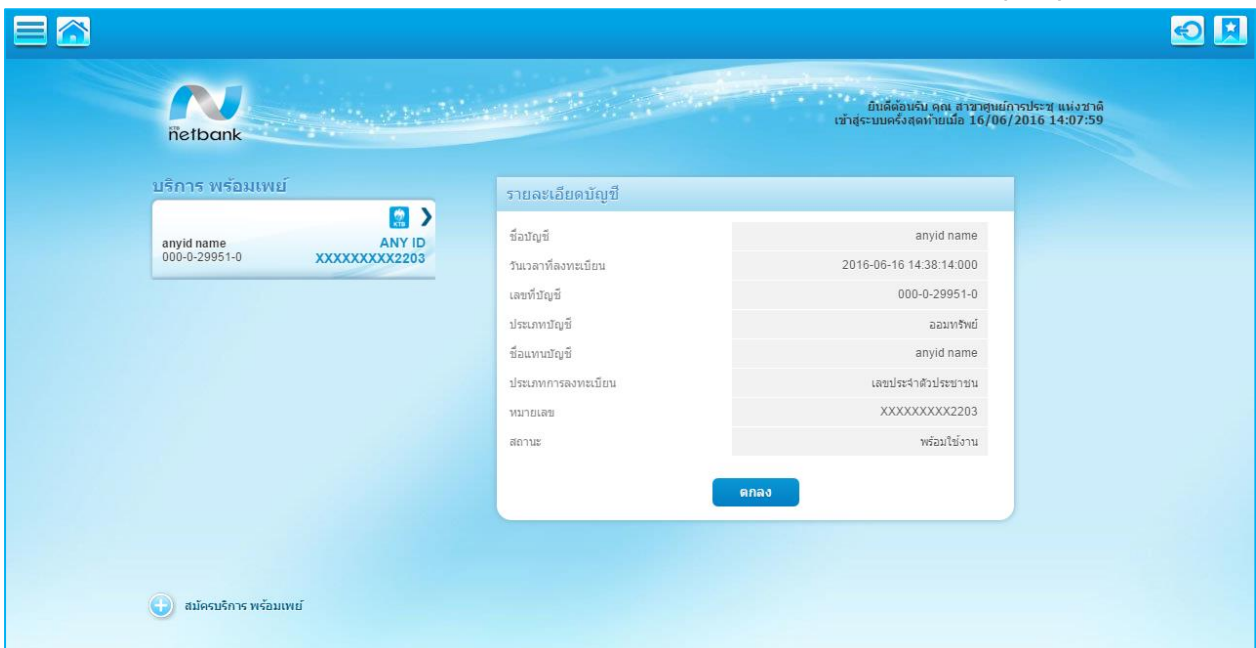 ยินดีต้อนรับ คุณ สาขาศูนย์การประชุ แห่งชาติ
เข้าสู่ระบบครั้งสุดท้ายเมื่อ 16/06/2016 14:07:59
KTB
netbank
บริการ พร้อมเพย์
KTB
anyid name ANY ID
000-0-29951-0 XXXXXXXXX2203
รายละเอียดบัญชี
ชื่อบัญชี anyid name
วันเวลาที่ลงทะเบียน 2016-06-16 14:38:14:000
เลขที่บัญชี 000-0-29951-0
ประเภทบัญชี ออมทรัพย์
ชื่อแทนบัญชี anyid name
ประเภทการลงทะเบียน เลขประจำตัวประชาชน
หมายเลข XXXXXXXXX2203
สถานะ พร้อมใช้งาน
ตกลง
สมัครบริการ พร้อมเพย์